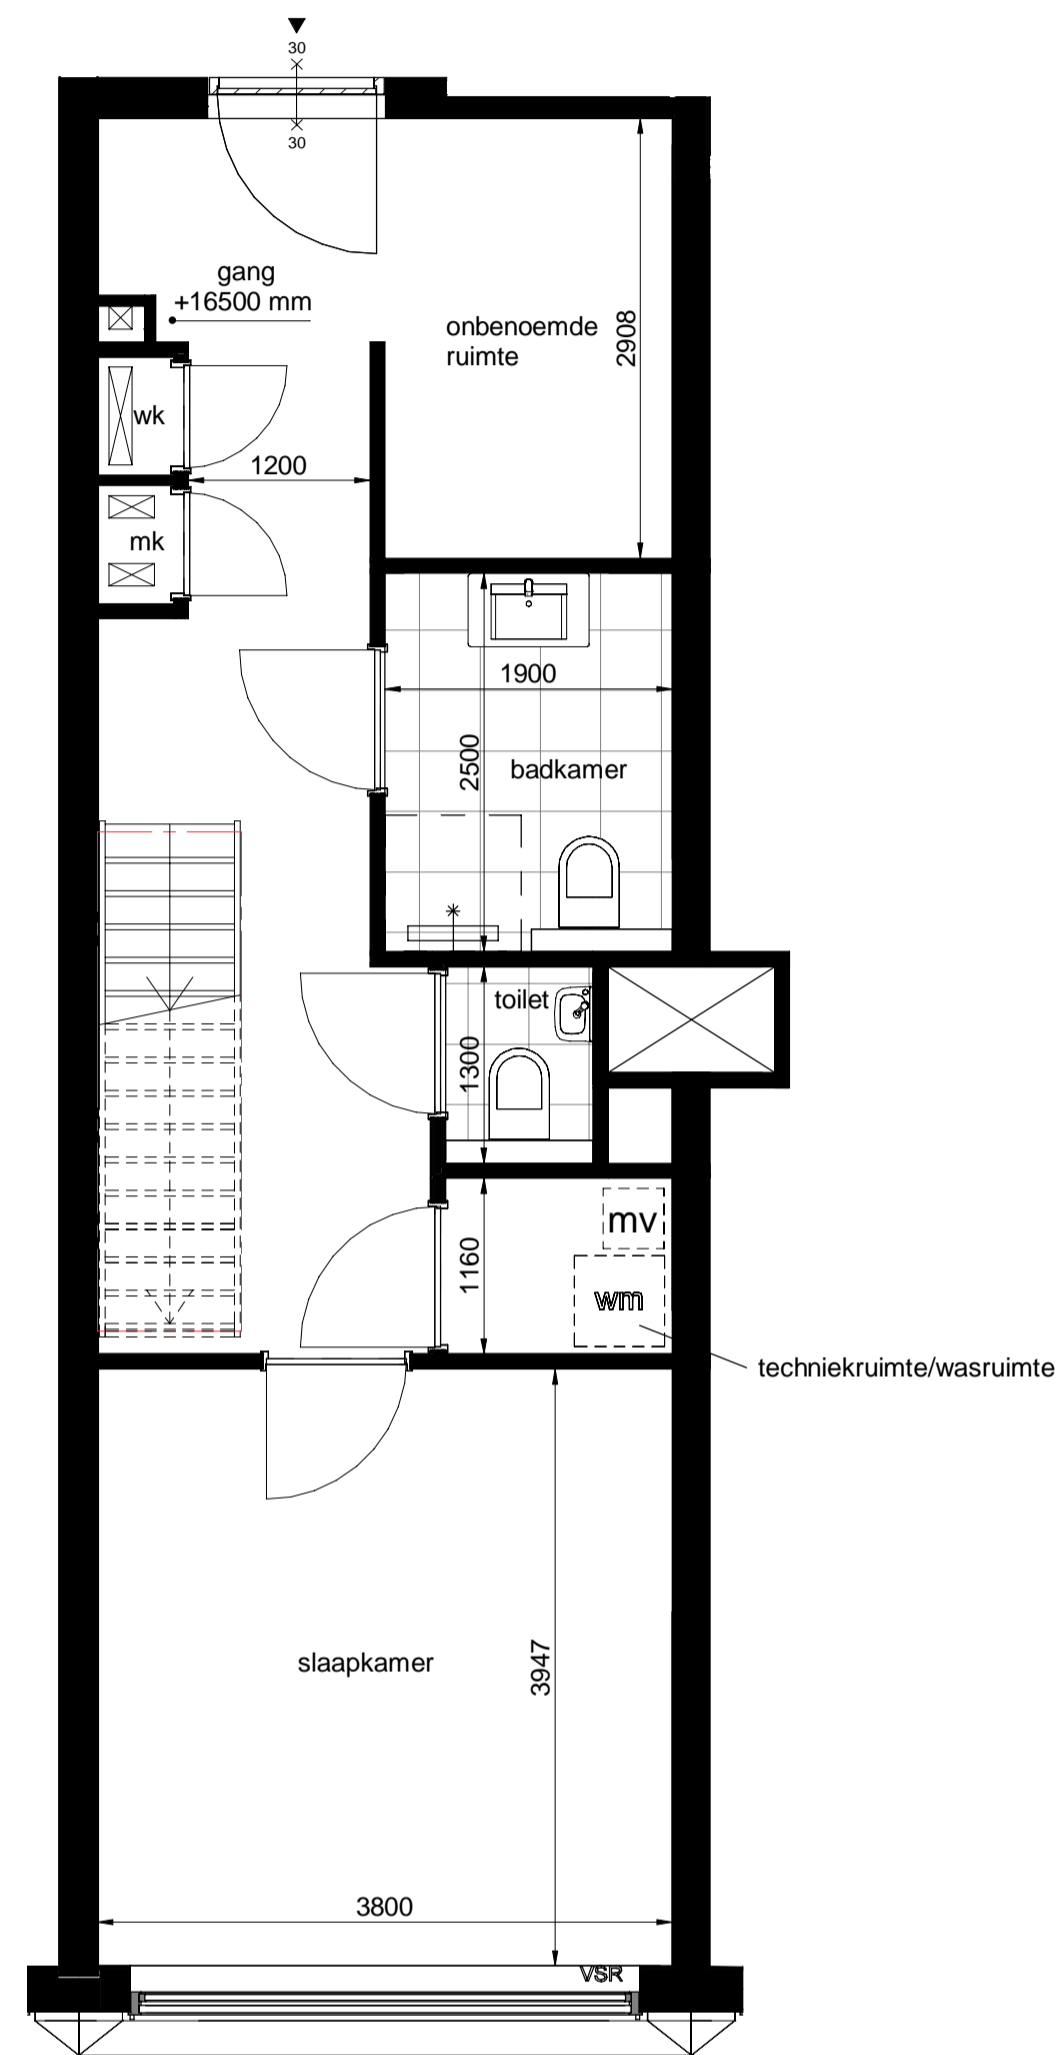 30
30
gang
+16500 mm
onbenoemde
ruimte
2908
wk
1200
mk
1900
2500
badkamer
toilet
1300
mv
1160
wm
techniekruimte/wasruimte
slaapkamer
3947
3800
VSR